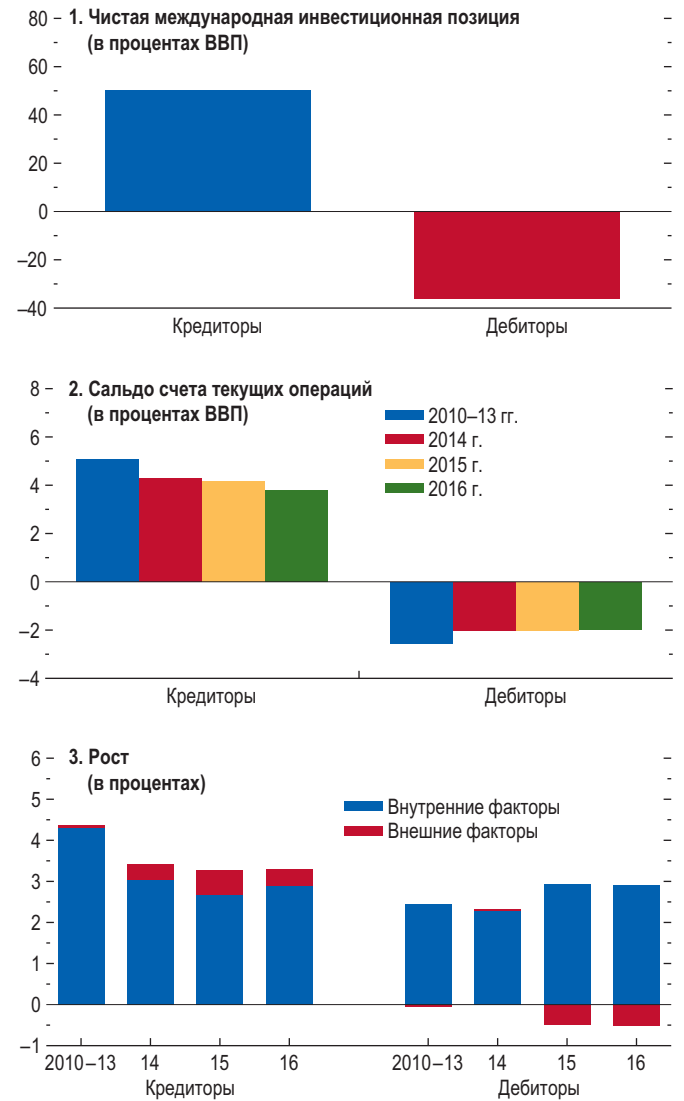 1. Чистая международная инвестиционная позиция
(в процентах ВВП)
80
60
40
20
0
–20
–40
Кредиторы Дебиторы
2. Сальдо счета текущих операций
(в процентах ВВП)
2010–13 гг.
2014 г.
2015 г.
2016 г.
8
6
4
2
0
–2
–4
Кредиторы Дебиторы
3. Рост
(в процентах)
Внутренние факторы
Внешние факторы
6
5
4
3
2
1
0
–1
2010–13 14 15 16 2010–13 14 15 16
Кредиторы Дебиторы